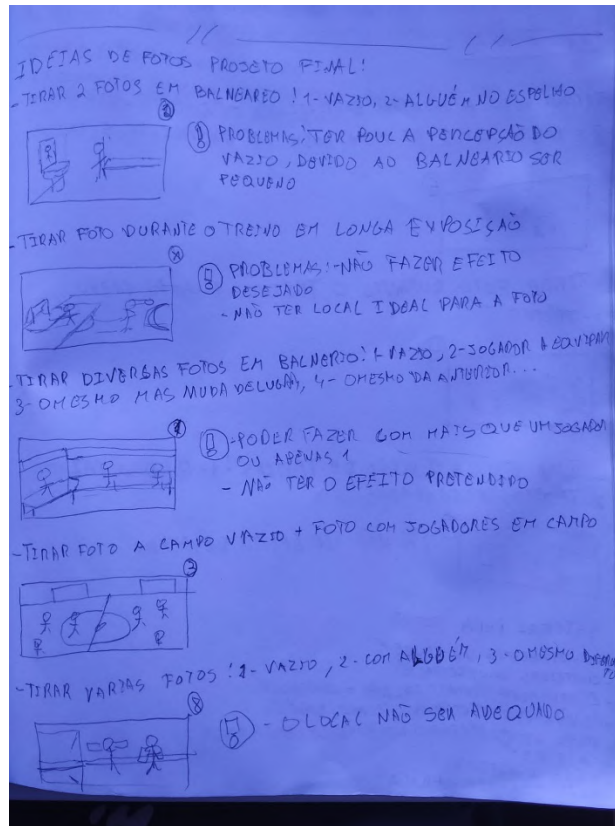 IDEIAS DE FOTOS PROJETO FINAL!
- TIRAR 2 FOTOS EM BALNEAREO! 1- VAZIO, 2- ALGUÉM NO ESPELHO
PROBLEMAS: TER POUCA PERCEPÇÃO DO
VAZIO, DEVIDO AO BALNEARIO SER
PEQUENO
- TIRAR FOTO DURANTE O TREINO EM LONGA EXPOSIÇÃO
PROBLEMAS: - NÃO FAZER EFEITO
DESEJADO
- NÃO TER LOCAL IDEAL PARA A FOTO
- TIRAR DIVERSAS FOTOS EM BALNERIO: 1- VAZIO, 2- JOGADOR A EQUIPAR
3- O MESMO MAS MUDA DE LUGAR, 4- O MESMO DA ANTERIOR...
- PODER FAZER COM MAIS QUE UM JOGADOR
OU APENAS 1
- NÃO TER O EFEITO PRETENDIDO
- TIRAR FOTO A CAMPO VAZIO + FOTO COM JOGADORES EM CAMPO
3
- TIRAR VARIAS FOTOS! 1- VAZIO, 2- COM ALGUÉM, 3- O MESMO
- O LOCAL NÃO SER ADEQUADO